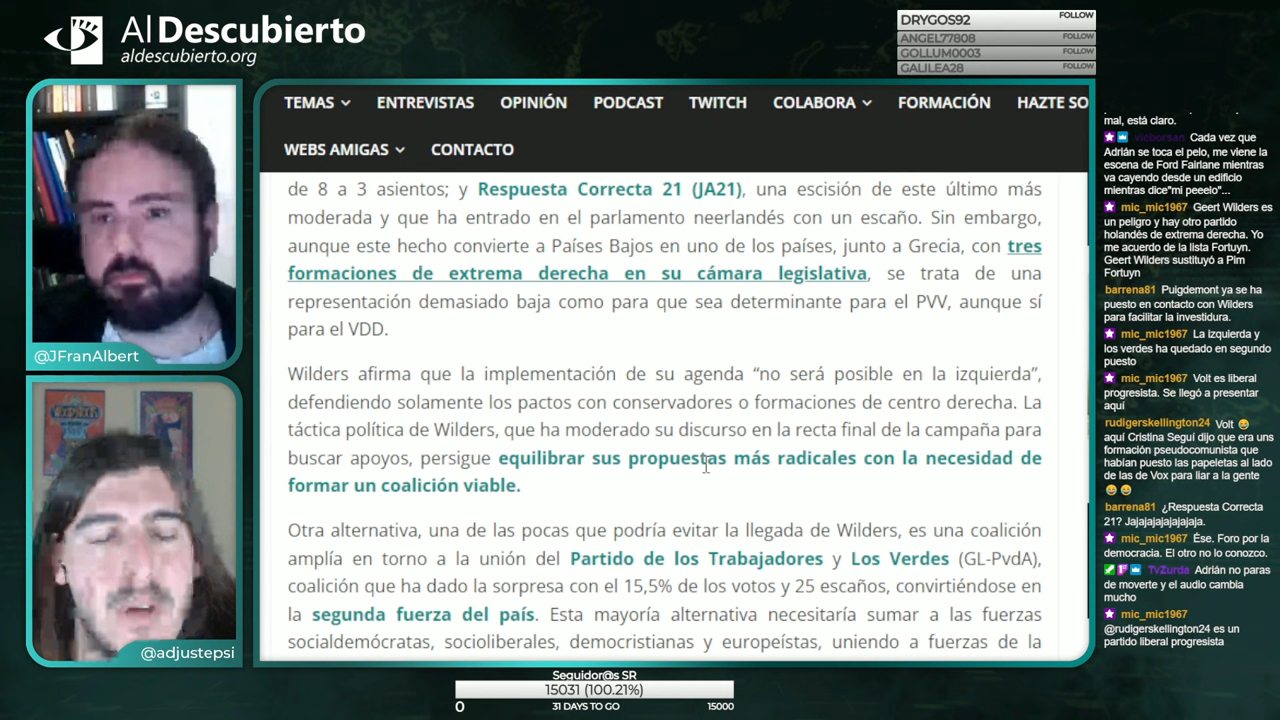 Al Descubierto
aldescubierto.org
DRYGOS92 FOLLOW
ANGEL77808 FOLLOW
GOLLUM0003 FOLLOW
GALILEA28 FOLLOW
TEMAS ENTREVISTAS OPINIÓN PODCAST TWITCH COLABORA FORMACIÓN HAZTE SO
WEBS AMIGAS CONTACTO
de 8 a 3 asientos; y Respuesta Correcta 21 (JA21), una escisión de este último más
moderada y que ha entrado en el parlamento neerlandés con un escaño. Sin embargo,
aunque este hecho convierte a Países Bajos en uno de los países, junto a Grecia, con tres
formaciones de extrema derecha en su cámara legislativa, se trata de una
representación demasiado baja como para que sea determinante para el PVV, aunque sí
para el VDD.
Wilders afirma que la implementación de su agenda “no será posible en la izquierda”,
defendiendo solamente los pactos con conservadores o formaciones de centro derecha. La
táctica política de Wilders, que ha moderado su discurso en la recta final de la campaña para
buscar apoyos, persigue equilibrar sus propuestas más radicales con la necesidad de
formar un coalición viable.
Otra alternativa, una de las pocas que podría evitar la llegada de Wilders, es una coalición
amplía en torno a la unión del Partido de los Trabajadores y Los Verdes (GL-PvdA),
coalición que ha dado la sorpresa con el 15,5% de los votos y 25 escaños, convirtiéndose en
la segunda fuerza del país. Esta mayoría alternativa necesitaría sumar a las fuerzas
socialdemócratas, socioliberales, democristianas y europeístas, uniendo a fuerzas de la
@JFranAlbert
@adjustepsi
mal, está claro.
vicborsan Cada vez que
Adrián se toca el pelo, me viene la
escena de Ford Fairlane mientras
va cayendo desde un edificio
mientras dice"mi peeelo"...
mic_mic1967 Geert Wilders es
un peligro y hay otro partido
holandés de extrema derecha. Yo
me acuerdo de la lista Fortuyn.
Geert Wilders sustituyó a Pim
Fortuyn
barrena81 Puigdemont ya se ha
puesto en contacto con Wilders
para facilitar la investidura.
mic_mic1967 La izquierda y
los verdes ha quedado en segundo
puesto
mic_mic1967 Volt es liberal
progresista. Se llegó a presentar
aquí
rudigerskellington24 Volt
aquí Cristina Seguí dijo que era uns
formación pseudocomunista que
habían puesto las papeletas al lado
de las de Vox para liar a la gente
barrena81 ¿Respuesta Correcta
21? Jajajajajajajaja.
mic_mic1967 Ése. Foro por la
democracia. El otro no lo conozco.
TvZurda Adrián no paras
de moverte y el audio cambia
mucho
mic_mic1967
@rudigerskellington24 es un
partido liberal progresista
Seguidor@s SR
15031 (100.21%)
0 31 DAYS TO GO 15000